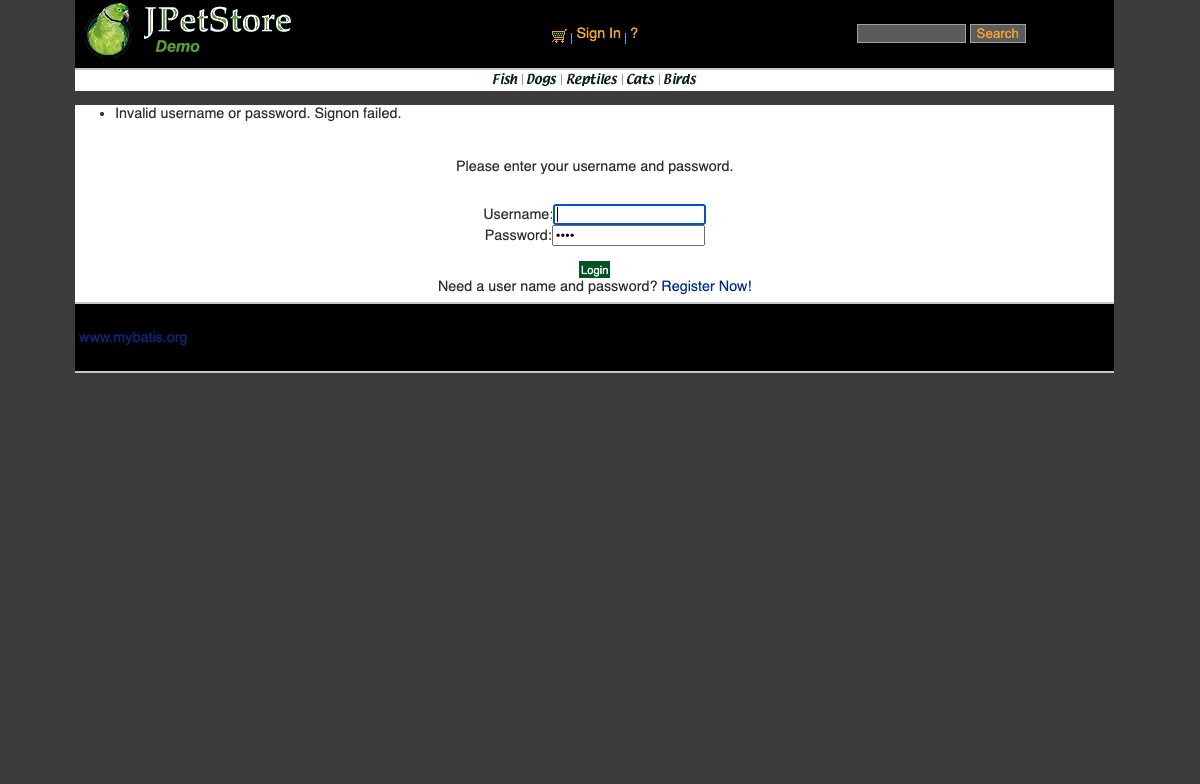 JPetStore
Demo
Sign In | ?
Search
Fish | Dogs | Reptiles | Cats | Birds
• Invalid username or password. Signon failed.
Please enter your username and password.
Username:
Password:••••
Login
Need a user name and password? Register Now!
www.mybatis.org